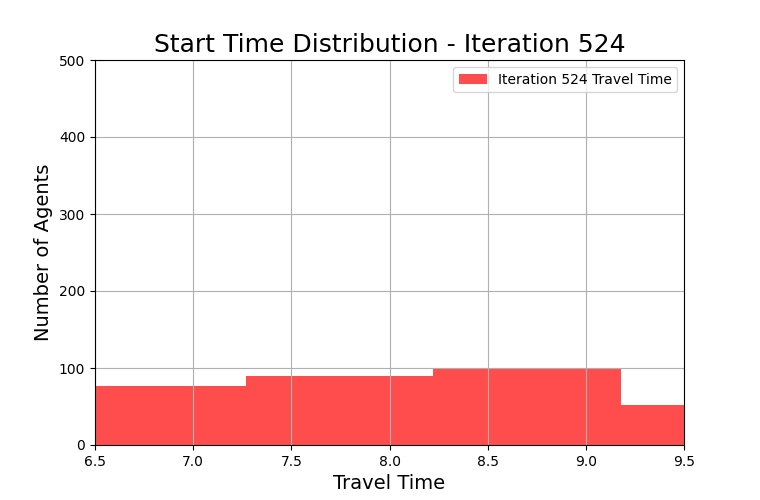 Start Time Distribution - Iteration 524
Iteration 524 Travel Time
Number of Agents
500
400
300
200
100
0
6.5 7.0 7.5 8.0 8.5 9.0 9.5
Travel Time